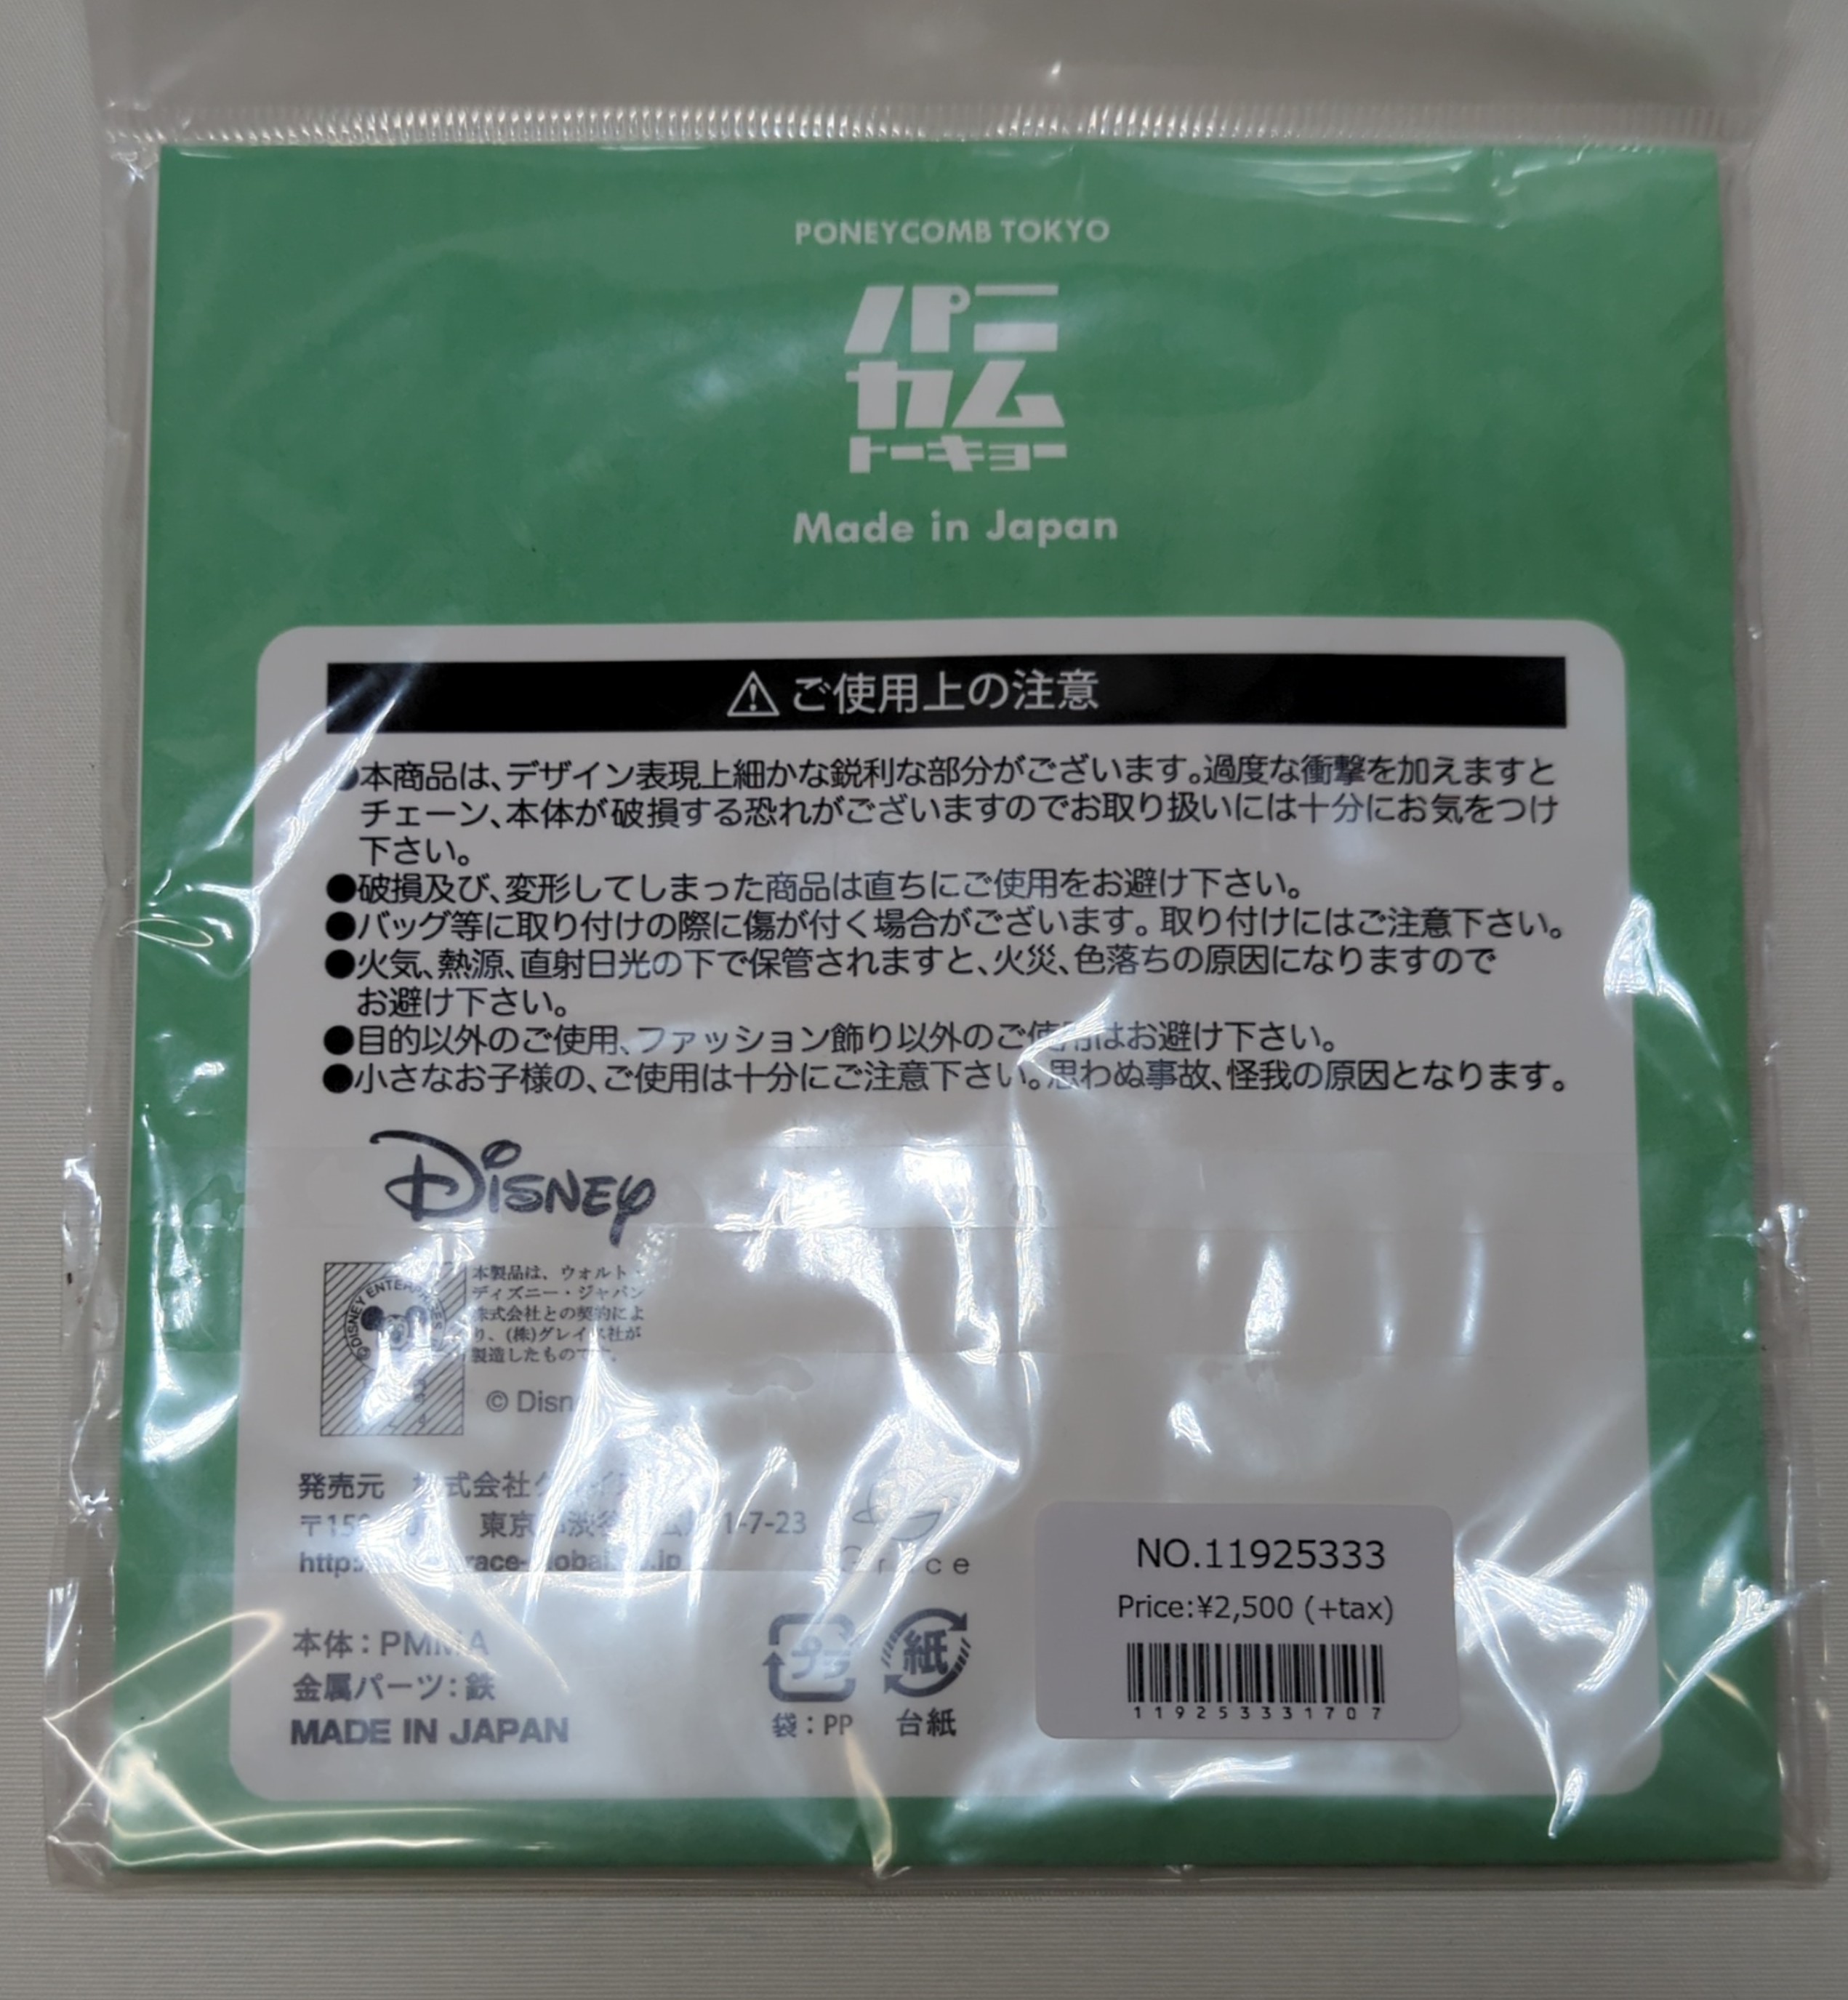 PONEYCOMB TOKYO
パニ
カム
トーキョー
Made in Japan
ご使用上の注意
●本商品は、デザイン表現上細かな鋭利な部分がございます。過度な衝撃を加えますと
チェーン、本体が破損する恐れがございますのでお取り扱いには十分にお気をつけ
下さい。
●破損及び、変形してしまった商品は直ちにご使用をお避け下さい。
●バッグ等に取り付けの際に傷が付く場合がございます。取り付けにはご注意下さい。
●火気、熱源、直射日光の下で保管されますと、火災、色落ちの原因になりますので
お避け下さい。
●目的以外のご使用、ファッション飾り以外のご使用はお避け下さい。
●小さなお子様の、ご使用は十分にご注意下さい。思わぬ事故、怪我の原因となります。
Disney
本製品は、ウォルト・
ディズニー・ジャパン
株式会社との契約によ
り、(株)グレイス社が
製造したものです。
©DISNEY ENTERPRISES
© Disn
発売元 株式会社
東京 渋谷 1-7-23
Grace
本体：PMMA
金属パーツ：鉄
MADE IN JAPAN
プラ
紙
袋：PP
台紙
NO.11925333
Price:¥2,500 (+tax)
1192533331707